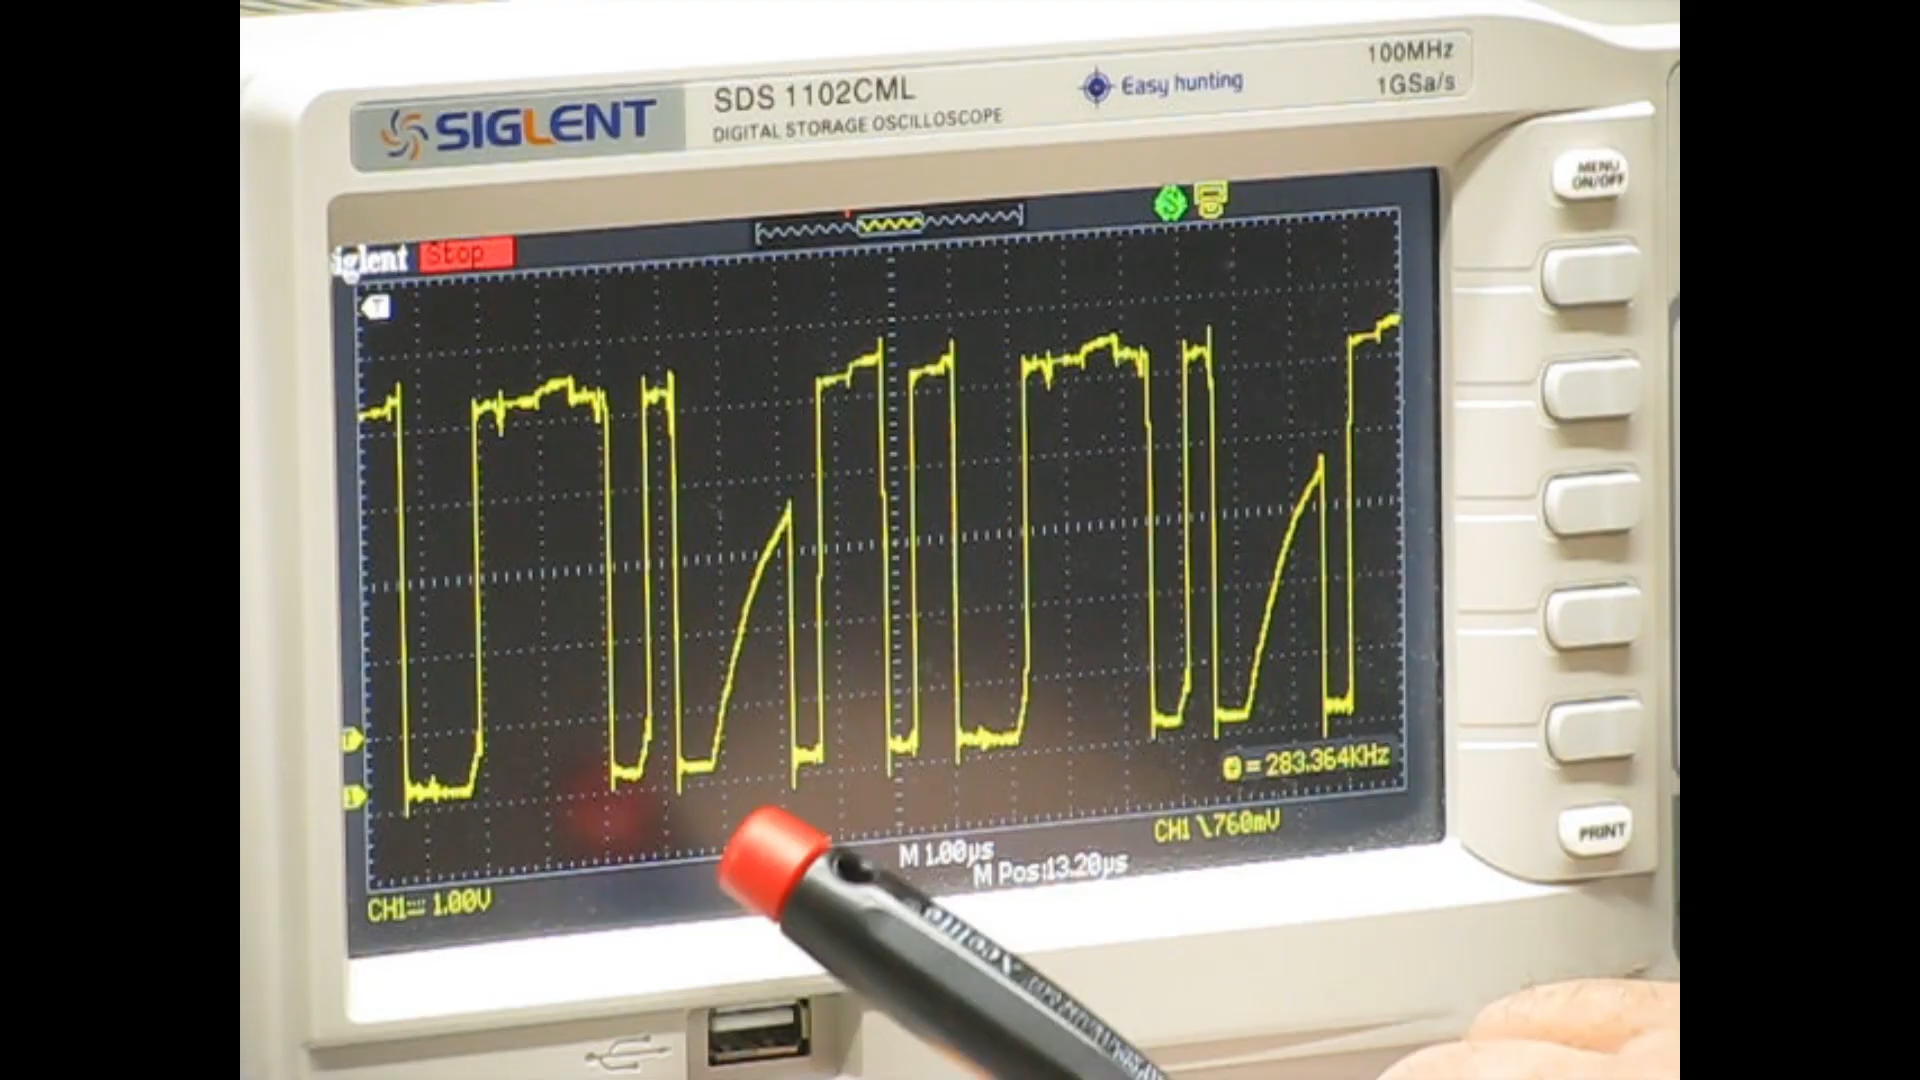 SIGLENT
SDS 1102CML
DIGITAL STORAGE OSCILLOSCOPE
Easy hunting
100MHz
1GSa/s
MENU
ON/OFF
iglent
Stop
T
S
= 283.364KHz
CH1 \ 760mV
M 1.00µs
M Pos:13.20µs
CH1 1.00V
PRINT